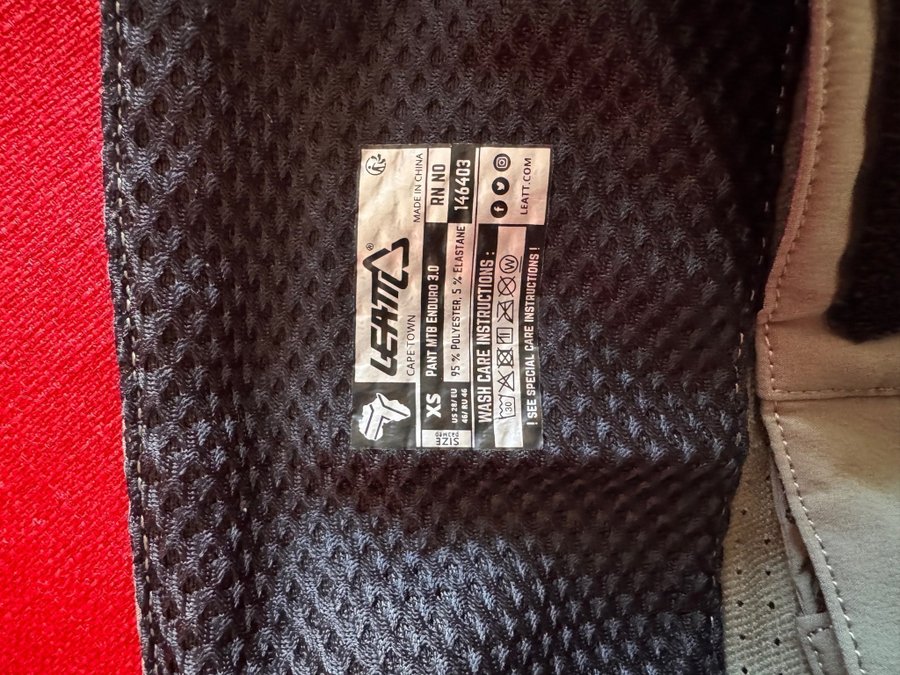 LEATT®
CAPE TOWN
MADE IN CHINA
SIZE
XS
US 28/ EU
46/ RU 46
PANT MTB ENDURO 3.0
RN NO
95 % POLYESTER, 5 % ELASTANE
146403
WASH CARE INSTRUCTIONS :
30
W
! SEE SPECIAL CARE INSTRUCTIONS !
LEATT.COM